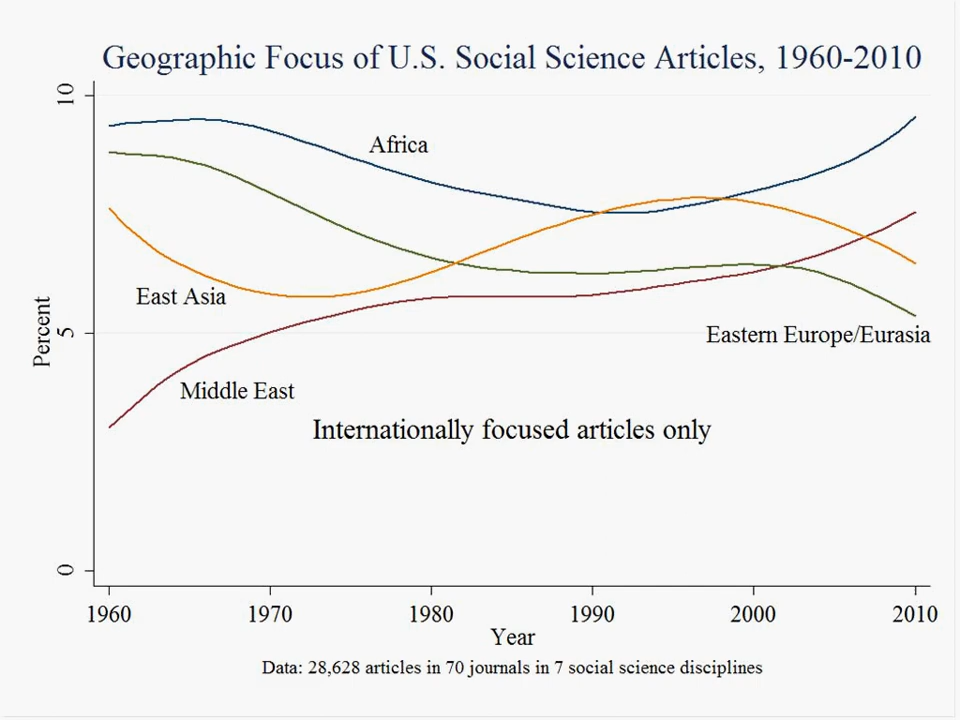 Geographic Focus of U.S. Social Science Articles, 1960-2010
10
Africa
East Asia
Percent
5
Eastern Europe/Eurasia
Middle East
Internationally focused articles only
0
1960 1970 1980 1990 2000 2010
Year
Data: 28,628 articles in 70 journals in 7 social science disciplines